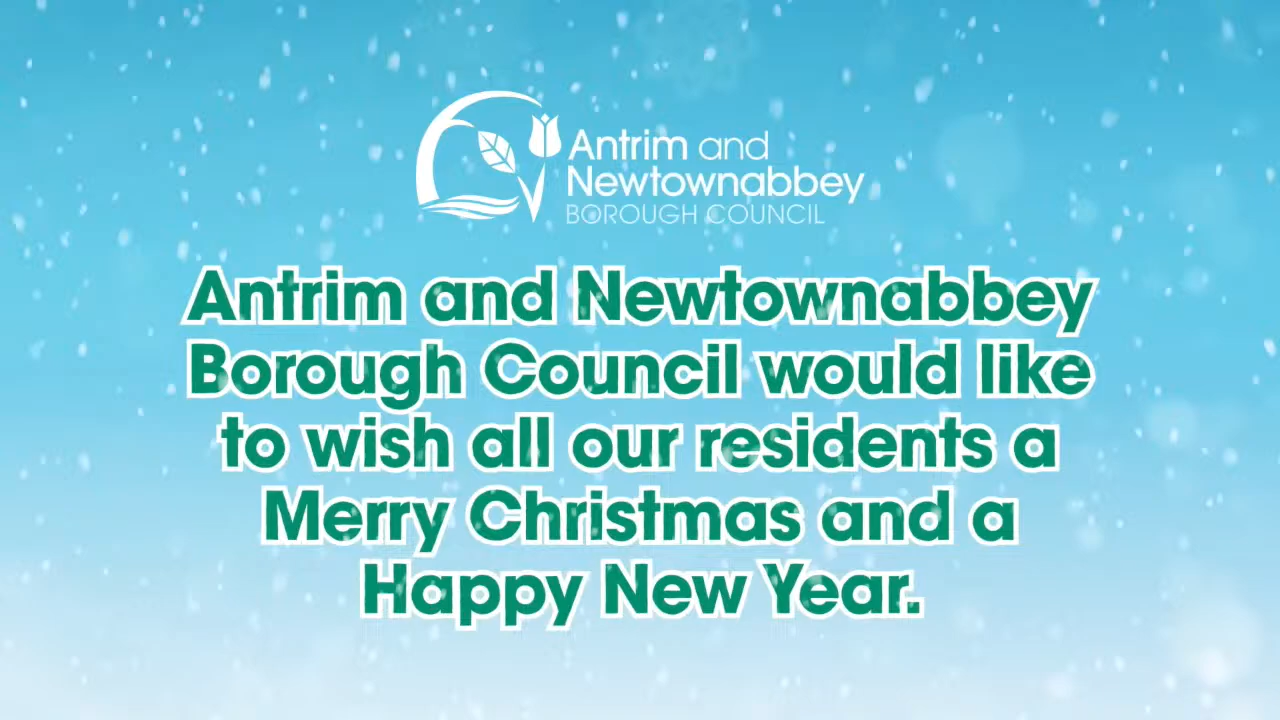 Antrim and
Newtownabbey
BOROUGH COUNCIL
Antrim and Newtownabbey
Borough Council would like
to wish all our residents a
Merry Christmas and a
Happy New Year.